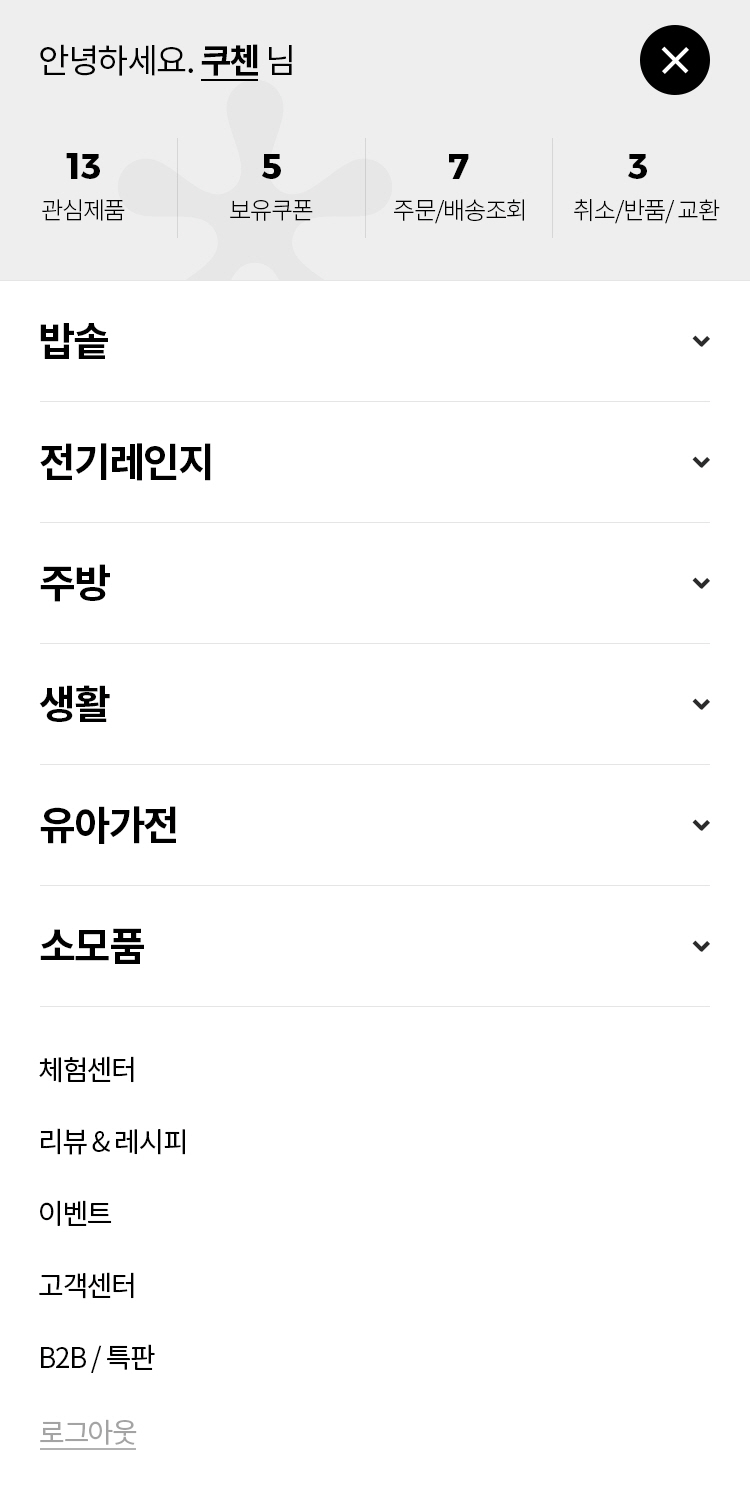 안녕하세요. 쿠첸 님
13 5 7 3
관심제품 보유쿠폰 주문/배송조회 취소/반품/ 교환
밥솥
전기레인지
주방
생활
유아가전
소모품
체험센터
리뷰 & 레시피
이벤트
고객센터
B2B / 특판
로그아웃